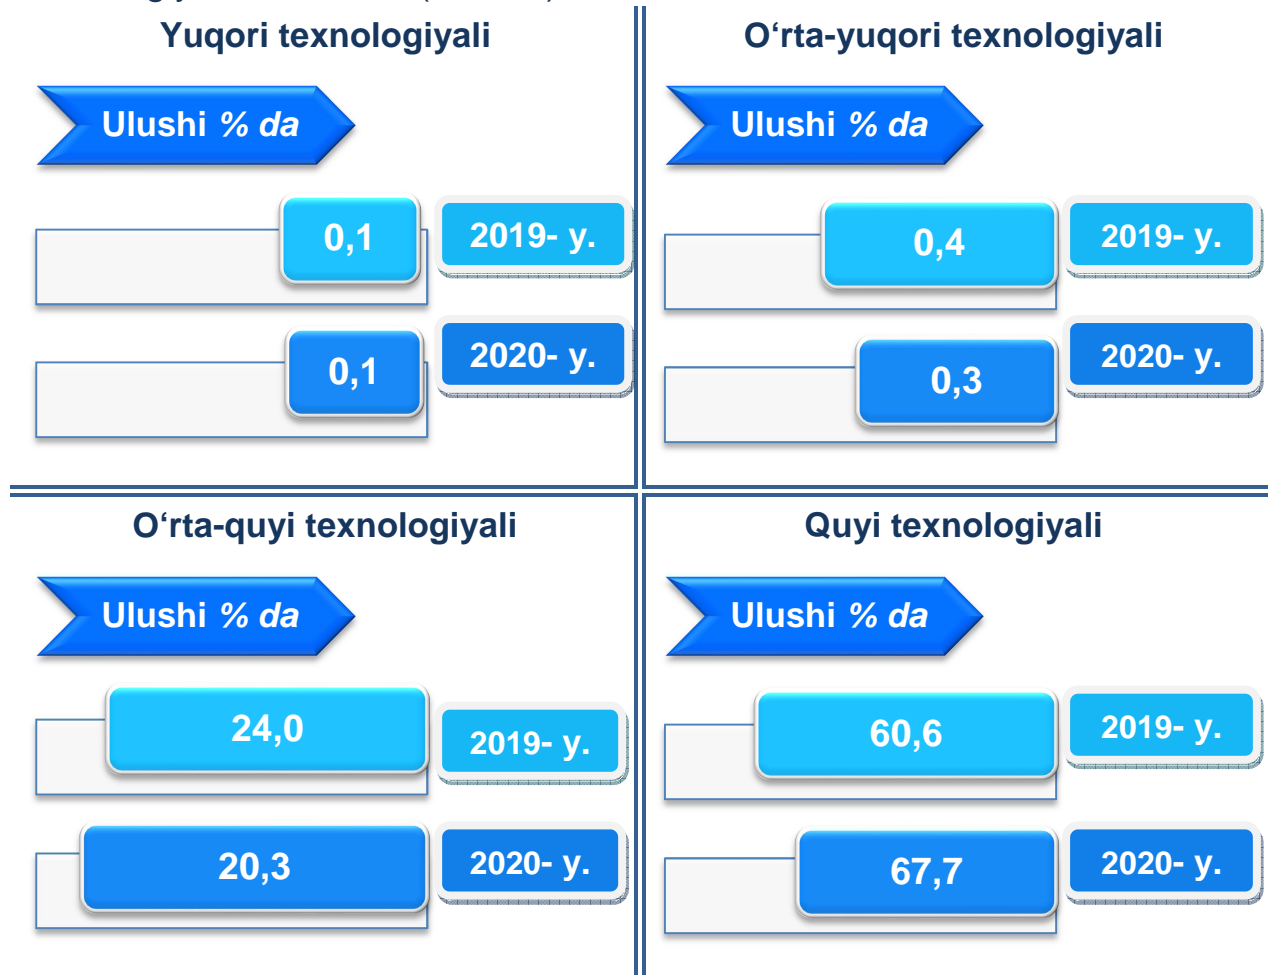 Yuqori texnologiyali
Ulushi % da
0,1
2019- y.
0,1
2020- y.
O‘rta-yuqori texnologiyali
Ulushi % da
0,4
2019- y.
0,3
2020- y.
O‘rta-quyi texnologiyali
Ulushi % da
24,0
2019- y.
20,3
2020- y.
Quyi texnologiyali
Ulushi % da
60,6
2019- y.
67,7
2020- y.